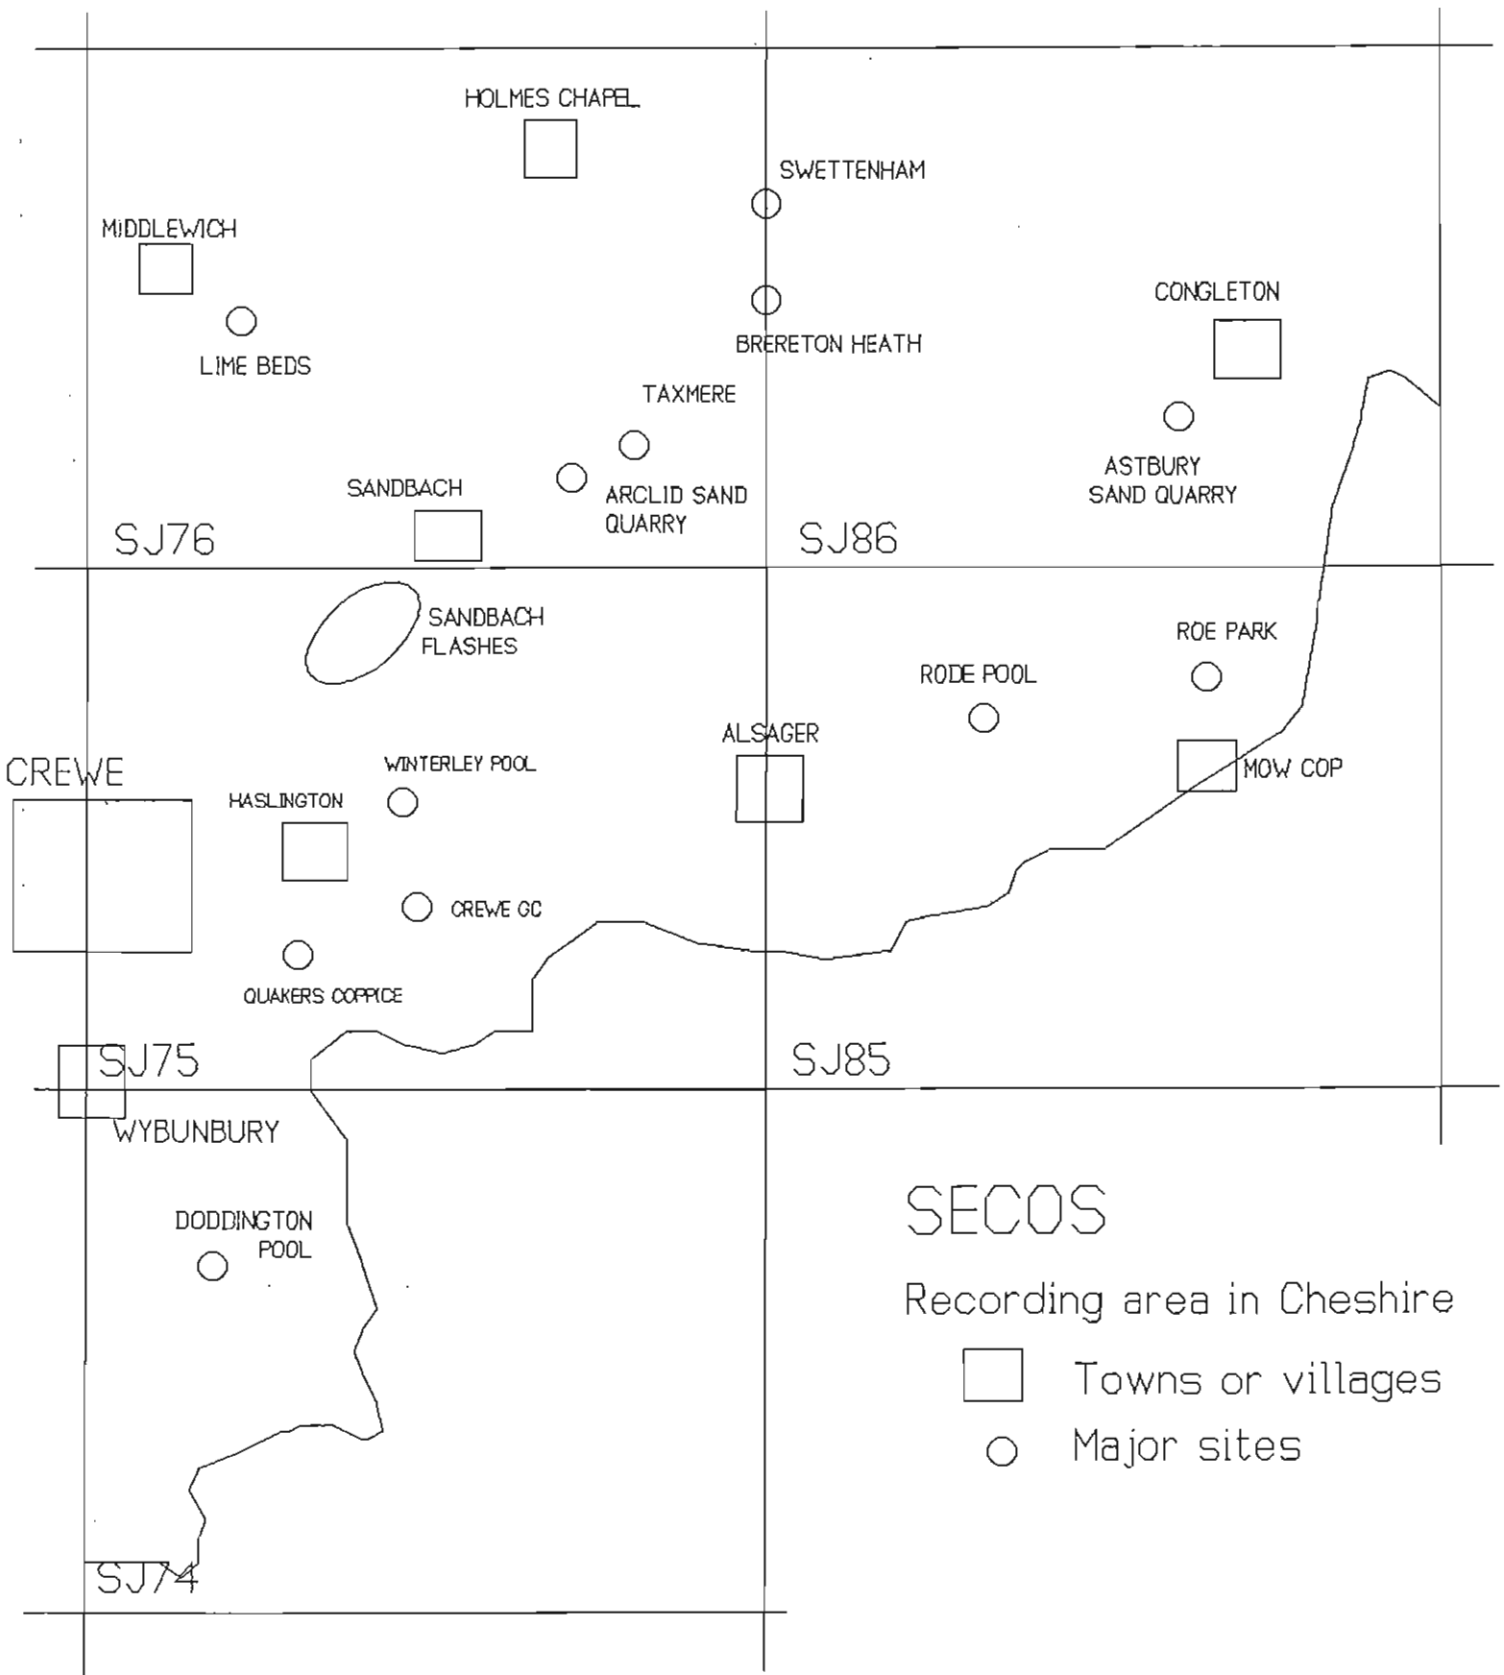 HOLMES CHAPEL
SWETTENHAM
MIDDLEWICH
CONGLETON
BRERETON HEATH
LIME BEDS
TAXMERE
ASTBURY
SAND QUARRY
SANDBACH
ARCLID SAND
QUARRY
SJ76
SJ86
SANDBACH
FLASHES
ROE PARK
RODE POOL
ALSAGER
CREWE
WINTERLEY POOL
MOW COP
HASLINGTON
CREWE GC
QUAKERS COPPICE
SJ75
SJ85
WYBUNBURY
DODDINGTON
POOL
SECOS
Recording area in Cheshire
Towns or villages
Major sites
SJ74